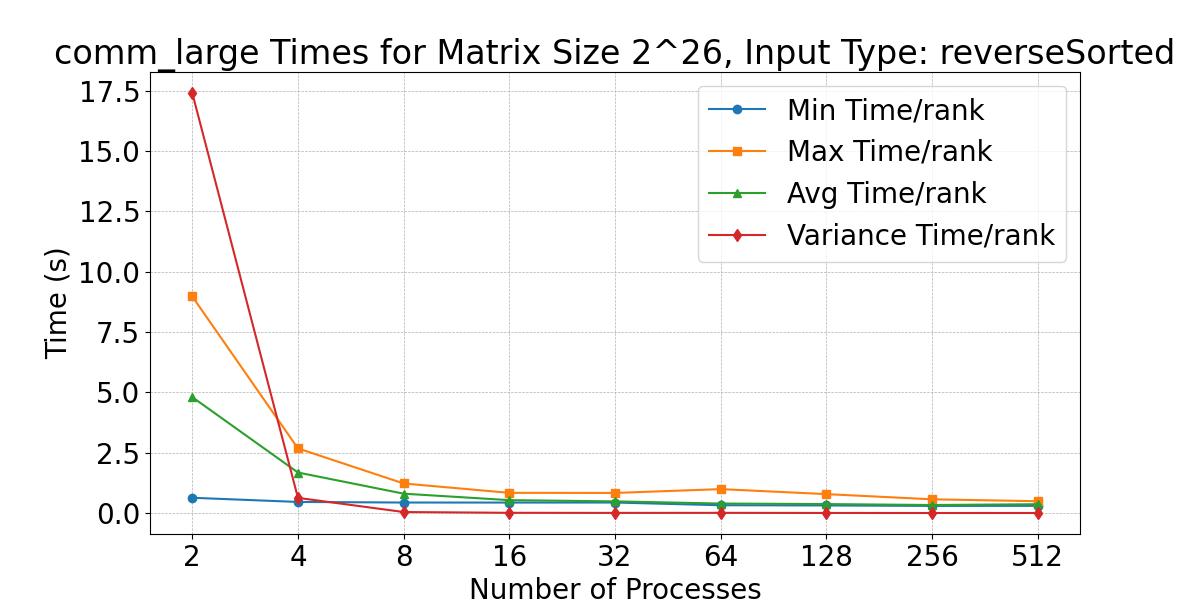 comm_large Times for Matrix Size 2^26, Input Type: reverseSorted
Min Time/rank
Max Time/rank
Avg Time/rank
Variance Time/rank
Time (s)
17.5
15.0
12.5
10.0
7.5
5.0
2.5
0.0
2 4 8 16 32 64 128 256 512
Number of Processes